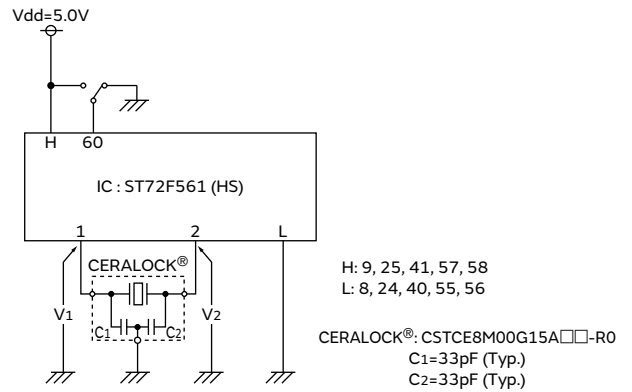 Vdd=5.0V
H 60
IC : ST72F561 (HS)
1 2 L
CERALOCK®
V1 V2
C1 C2
H: 9, 25, 41, 57, 58
L: 8, 24, 40, 55, 56
CERALOCK®: CSTCE8M00G15A□□-R0
C1=33pF (Typ.)
C2=33pF (Typ.)